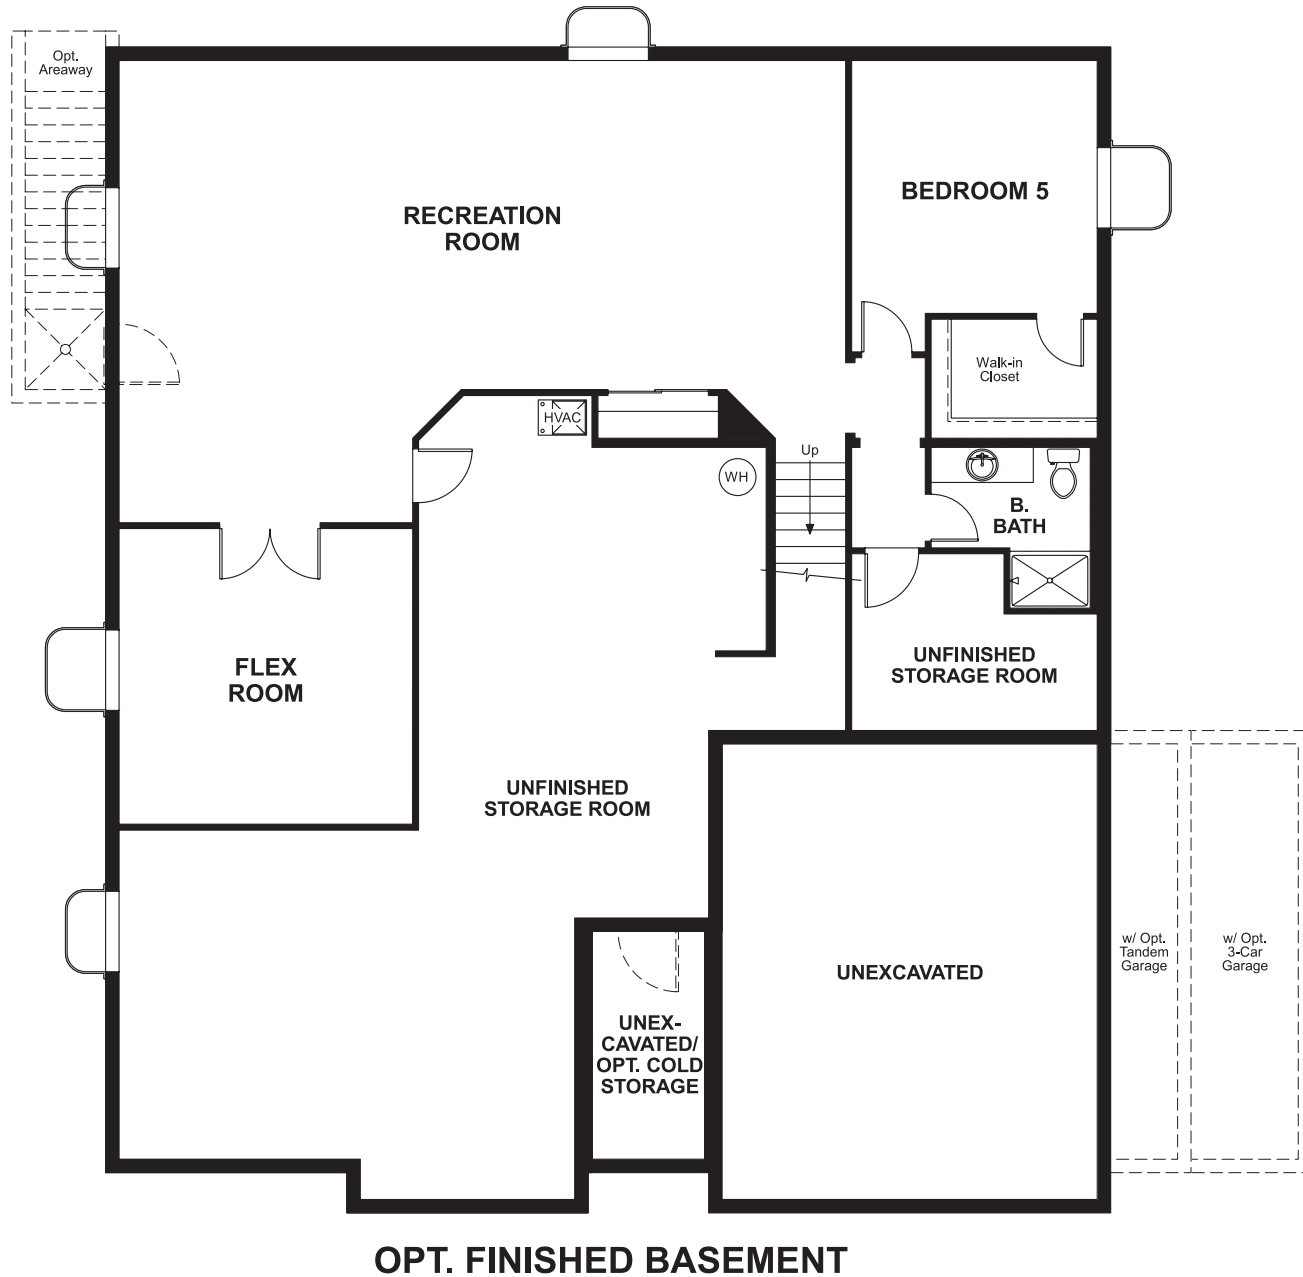 Opt.
Areaway
RECREATION
ROOM
BEDROOM 5
Walk-in
Closet
HVAC
Up
WH
B.
BATH
FLEX
ROOM
UNFINISHED
STORAGE ROOM
UNFINISHED
STORAGE ROOM
w/ Opt.
Tandem
Garage
w/ Opt.
3-Car
Garage
UNEXCAVATED
UNEX-
CAVATED/
OPT. COLD
STORAGE
OPT. FINISHED BASEMENT